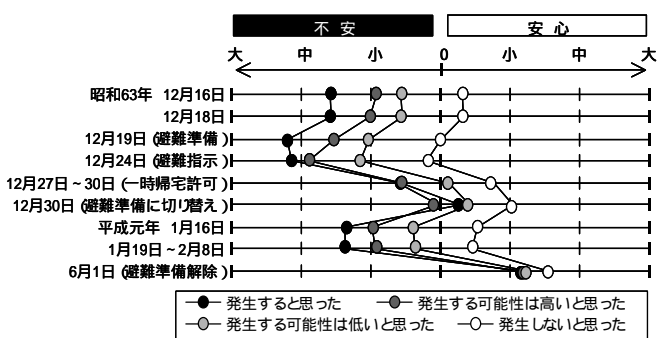 不 安 安 心
大 中 小 0 小 中 大
昭和63年 12月16日
12月18日
12月19日(避難準備)
12月24日(避難指示)
12月27日~30日(一時帰宅許可)
12月30日(避難準備に切り替え)
平成元年 1月16日
1月19日~2月8日
6月1日(避難準備解除)
発生すると思った 発生する可能性は高いと思った
発生する可能性は低いと思った 発生しないと思った